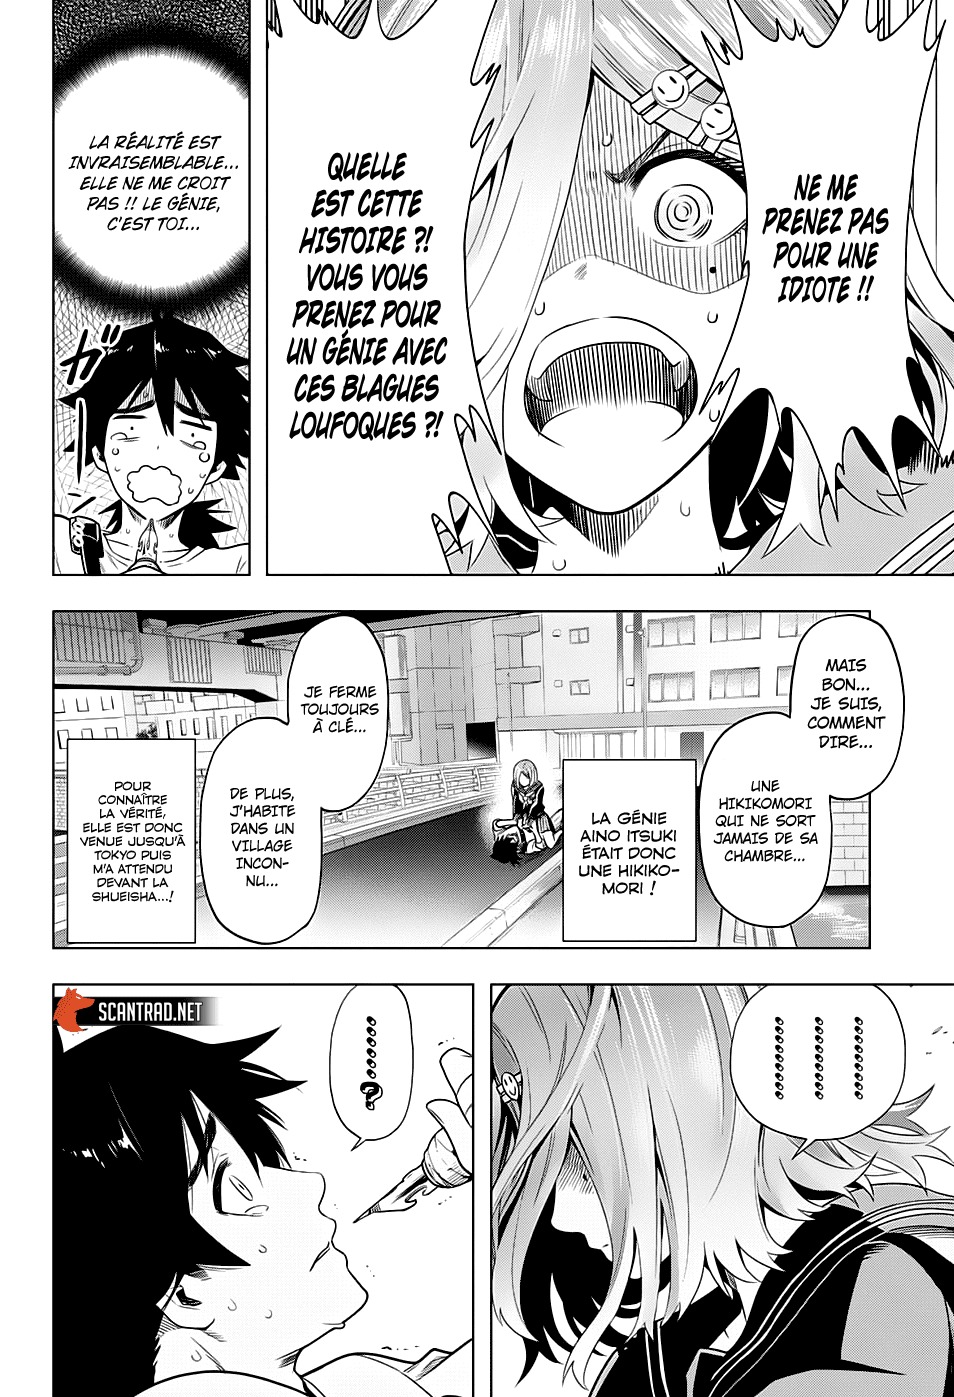 NE ME
PRENEZ PAS
POUR UNE
IDIOTE !!
QUELLE
EST CETTE
HISTOIRE ?!
VOUS VOUS
PRENEZ POUR
UN GÉNIE AVEC
CES BLAGUES
LOUFOQUES ?!
LA RÉALITÉ EST
INVRAISEMBLABLE...
ELLE NE ME CROIT
PAS !! LE GÉNIE,
C'EST TOI...
ガーン
MAIS
BON...
JE SUIS,
COMMENT
DIRE...
UNE
HIKIKOMORI
QUI NE SORT
JAMAIS DE SA
CHAMBRE...
LA GÉNIE
AINO ITSUKI
ÉTAIT DONC
UNE HIKIKO-
MORI !
JE FERME
TOUJOURS
À CLÉ...
DE PLUS,
J'HABITE
DANS UN
VILLAGE
INCON-
NU...
POUR
CONNAÎTRE
LA VÉRITÉ,
ELLE EST DONC
VENUE JUSQU'À
TOKYO PUIS
M'A ATTENDU
DEVANT LA
SHUEISHA...!
.........
.........
.........
.........?
SCANTRAD.NET